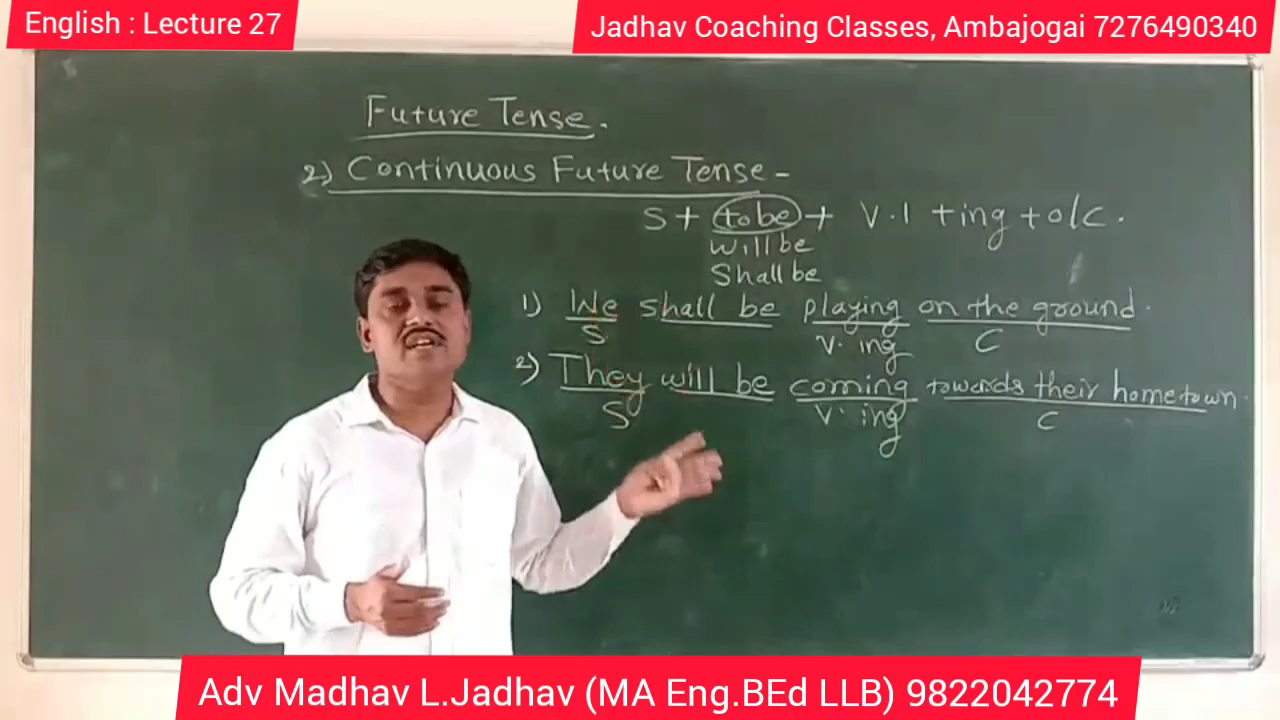 English : Lecture 27
Jadhav Coaching Classes, Ambajogai 7276490340
Future Tense.
2) Continuous Future Tense -
S + to be + V.1 + ing + o/c.
will be
Shall be
1) We shall be playing on the ground.
S V. ing C
2) They will be coming towards their hometown.
S V. ing C
Adv Madhav L.Jadhav (MA Eng.BEd LLB) 9822042774